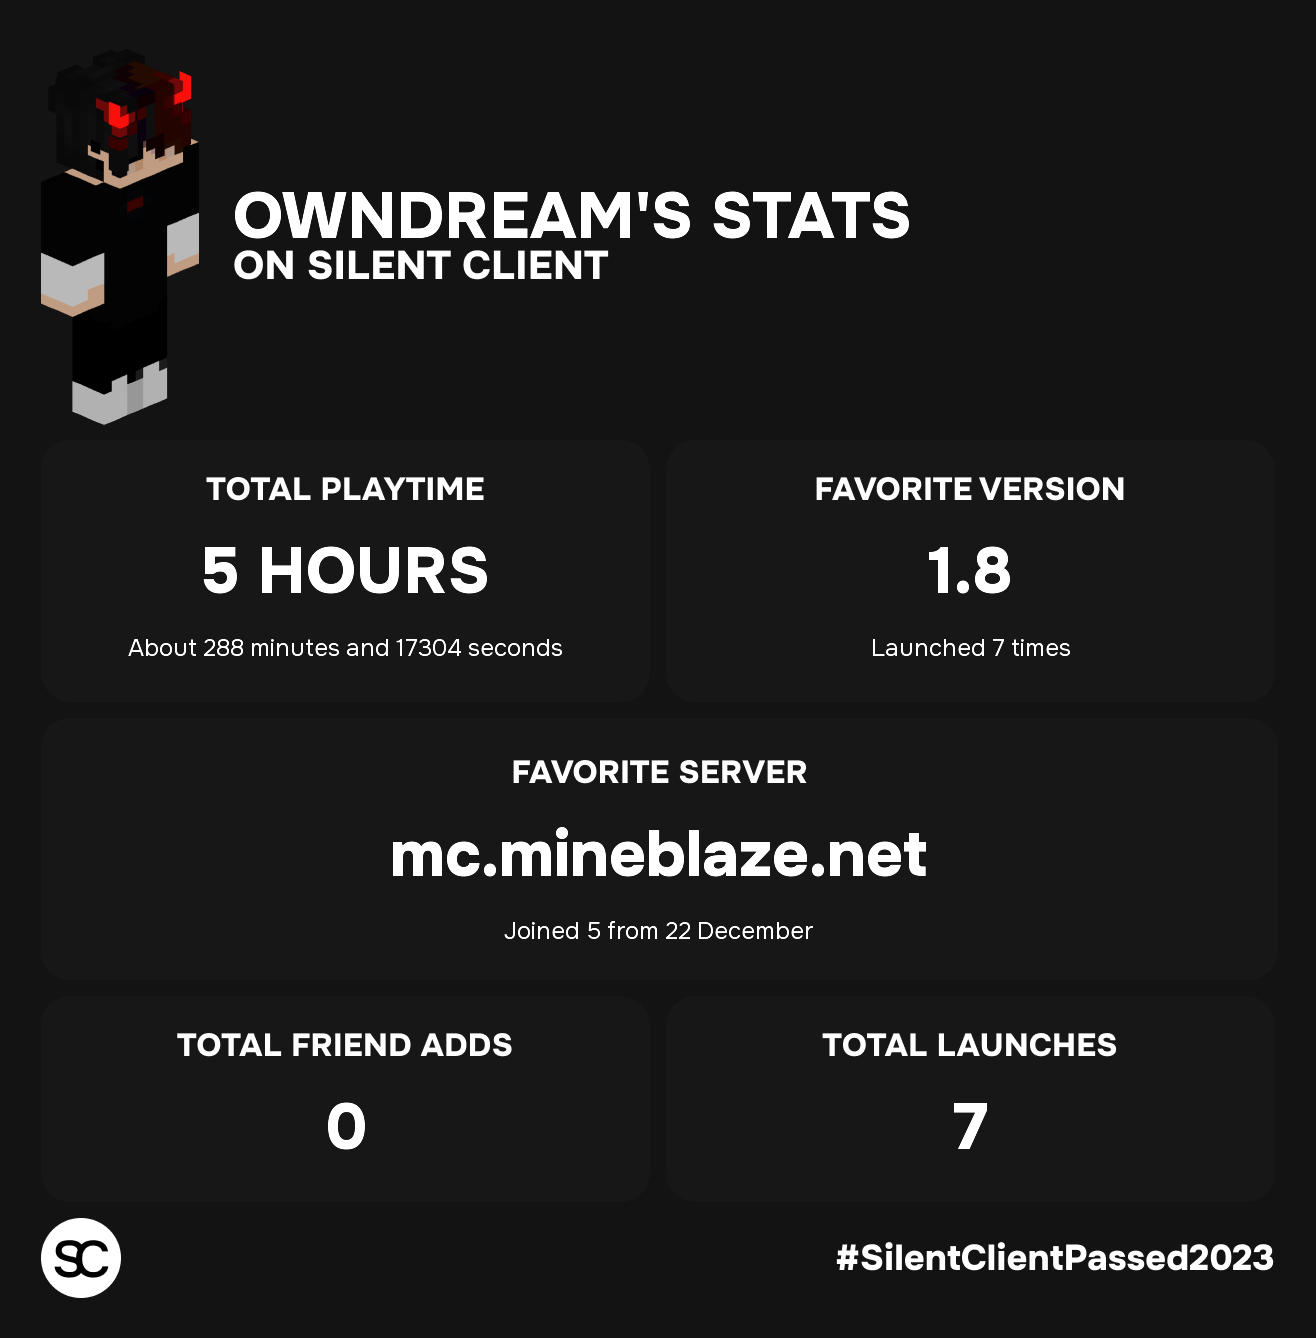 OWNDREAM'S STATS
ON SILENT CLIENT
TOTAL PLAYTIME
5 HOURS
About 288 minutes and 17304 seconds
FAVORITE VERSION
1.8
Launched 7 times
FAVORITE SERVER
mc.mineblaze.net
Joined 5 from 22 December
TOTAL FRIEND ADDS
0
TOTAL LAUNCHES
7
SC
#SilentClientPassed2023